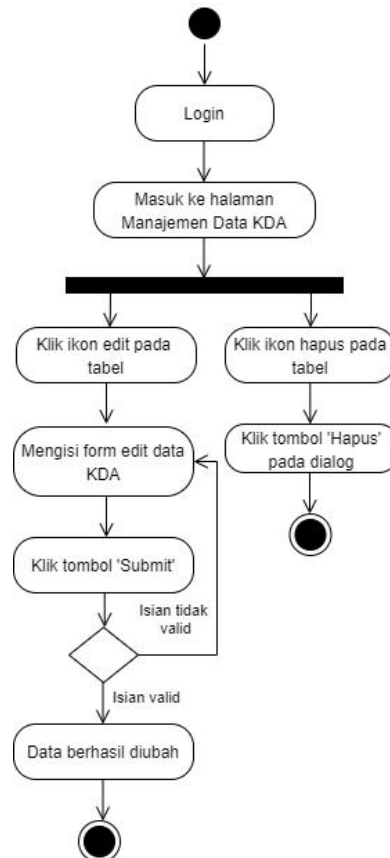 Login
Masuk ke halaman
Manajemen Data KDA
Klik ikon edit pada
tabel
Klik ikon hapus pada
tabel
Mengisi form edit data
KDA
Klik tombol 'Hapus'
pada dialog
Klik tombol 'Submit'
Isian tidak
valid
Isian valid
Data berhasil diubah